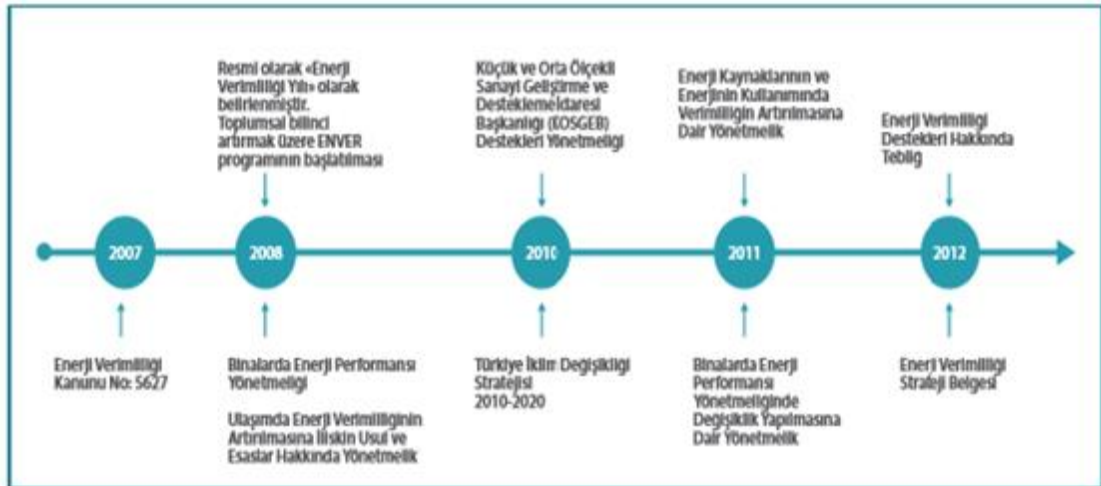 Resmi olarak «Enerji
Verimliliği Yılı» olarak
belirlenmiştir.
Toplumsal bilinci
artırmak üzere ENVER
programının başlatılması
Küçük ve Orta Ölçekli
Sanayi Geliştirme ve
Destekleme İdaresi
Başkanlığı (KOSGEB)
Destekleri Yönetmeliği
Enerji Kaynaklarının ve
Enerjinin Kullanımında
Verimliliğin Artırılmasına
Dair Yönetmelik
Enerji Verimliliği
Destekleri Hakkında
Tebliğ
2007
2008
2010
2011
2012
Enerji Verimliliği
Kanunu No: 5627
Binalarda Enerji Performansı
Yönetmeliği
Ulaşımda Enerji Verimliliğinin
Artırılmasına İlişkin Usul ve
Esaslar Hakkında Yönetmelik
Türkiye İklim Değişikliği
Stratejisi
2010-2020
Binalarda Enerji
Performansı
Yönetmeliğinde
Değişiklik Yapılmasına
Dair Yönetmelik
Enerji Verimliliği
Strateji Belgesi